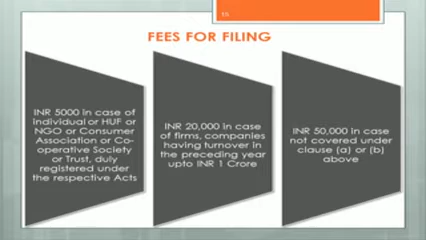 15
FEES FOR FILING
INR 5000 in case of
individual or HUF or
NGO or Consumer
Association or Co-
operative Society
or Trust, duly
registered under
the respective Acts
INR 20,000 in case
of firms, companies
having turnover in
the preceding year
upto INR 1 Crore
INR 50,000 in case
not covered under
clause (a) or (b)
above